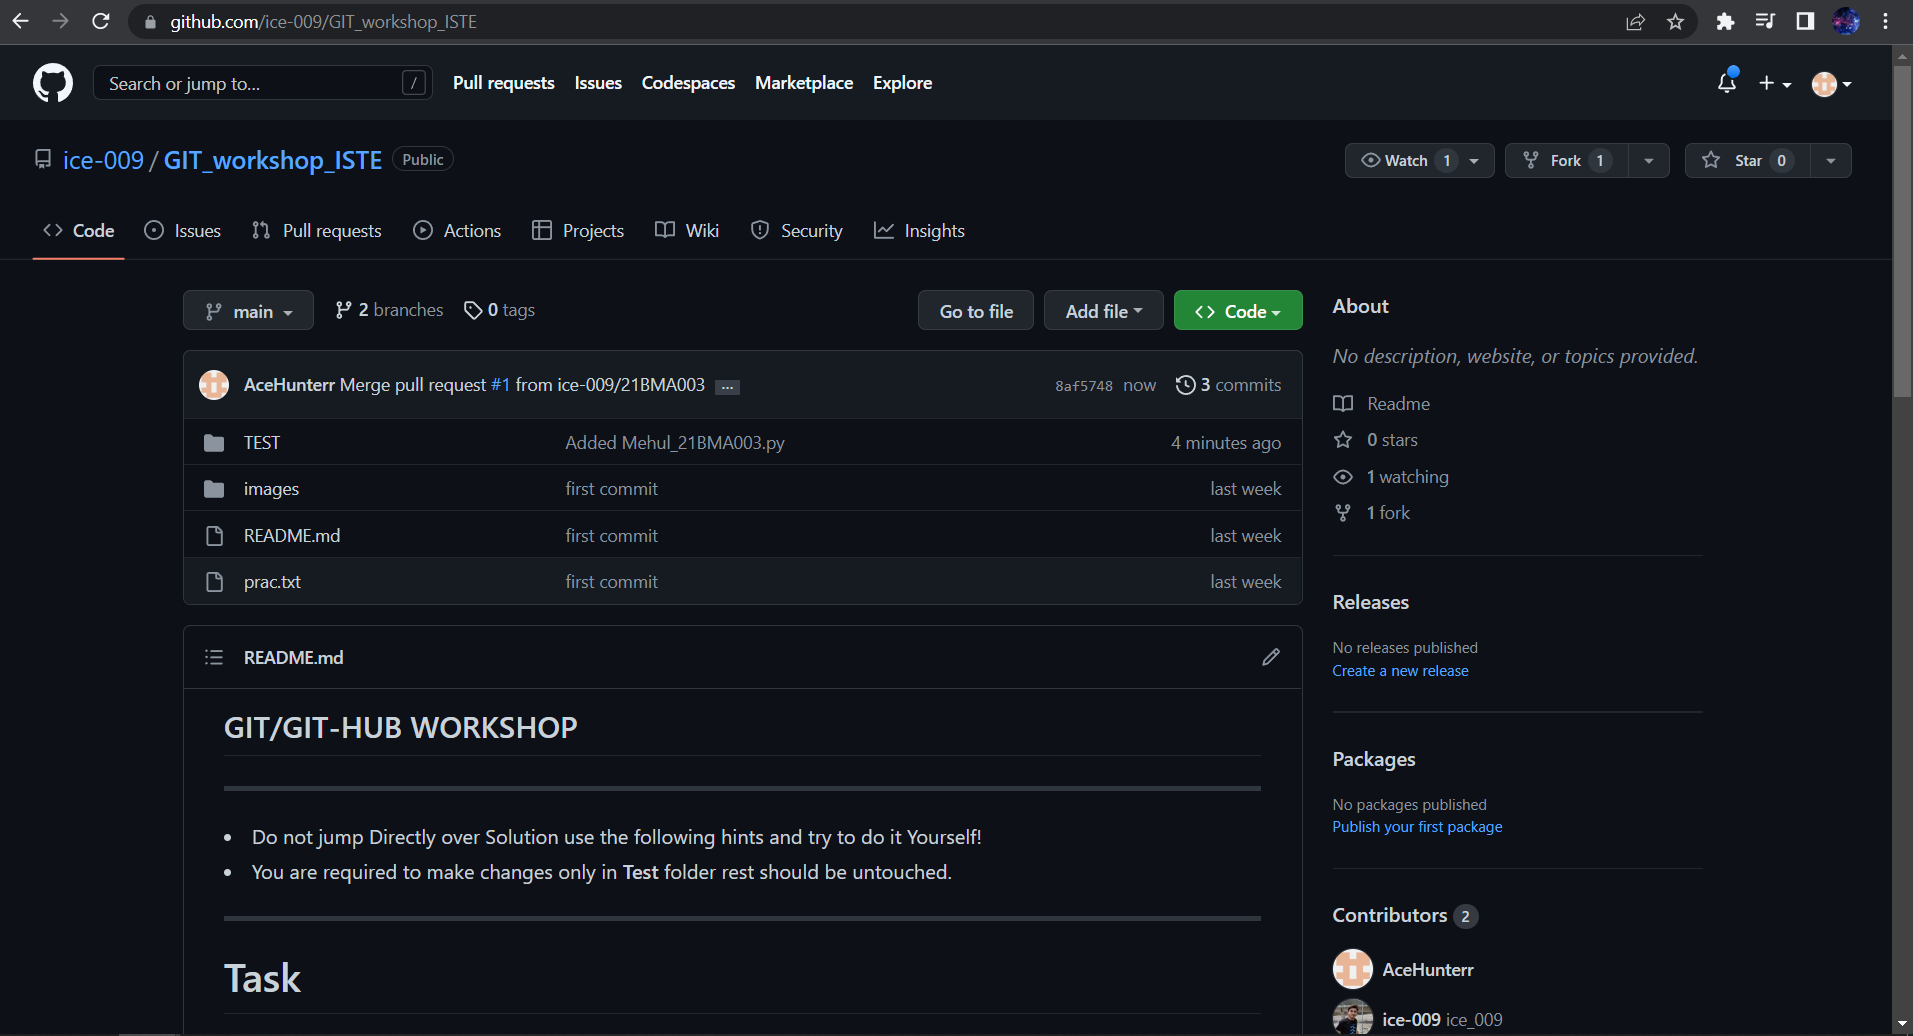 github.com/ice-009/GIT_workshop_ISTE
Search or jump to... /
Pull requests Issues Codespaces Marketplace Explore
ice-009 / GIT_workshop_ISTE Public
Watch 1 Fork 1 Star 0
Code Issues Pull requests Actions Projects Wiki Security Insights
main 2 branches 0 tags Go to file Add file Code
AceHunterr Merge pull request #1 from ice-009/21BMA003 ... 8af5748 now 3 commits
TEST Added Mehul_21BMA003.py 4 minutes ago
images first commit last week
README.md first commit last week
prac.txt first commit last week
README.md
GIT/GIT-HUB WORKSHOP
• Do not jump Directly over Solution use the following hints and try to do it Yourself!
• You are required to make changes only in Test folder rest should be untouched.
Task
About
No description, website, or topics provided.
Readme
0 stars
1 watching
1 fork
Releases
No releases published
Create a new release
Packages
No packages published
Publish your first package
Contributors 2
AceHunterr
ice-009 ice_009